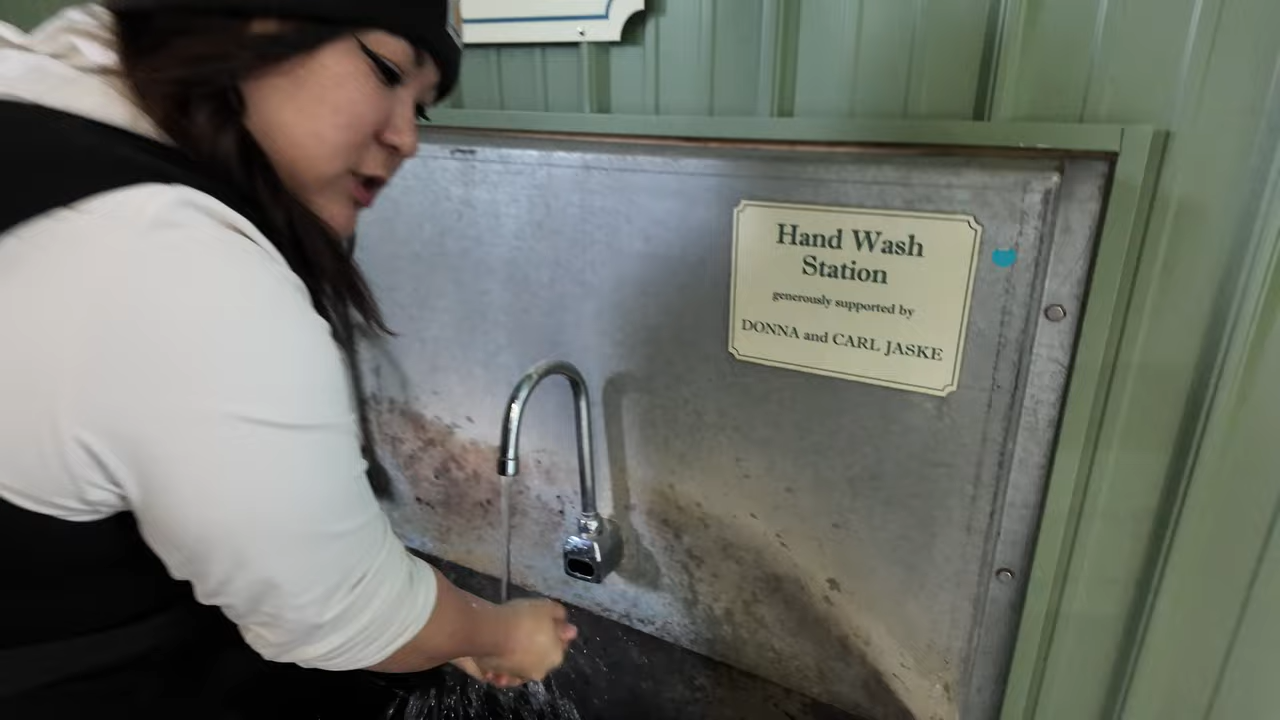 Hand Wash
Station
generously supported by
DONNA and CARL JASKE